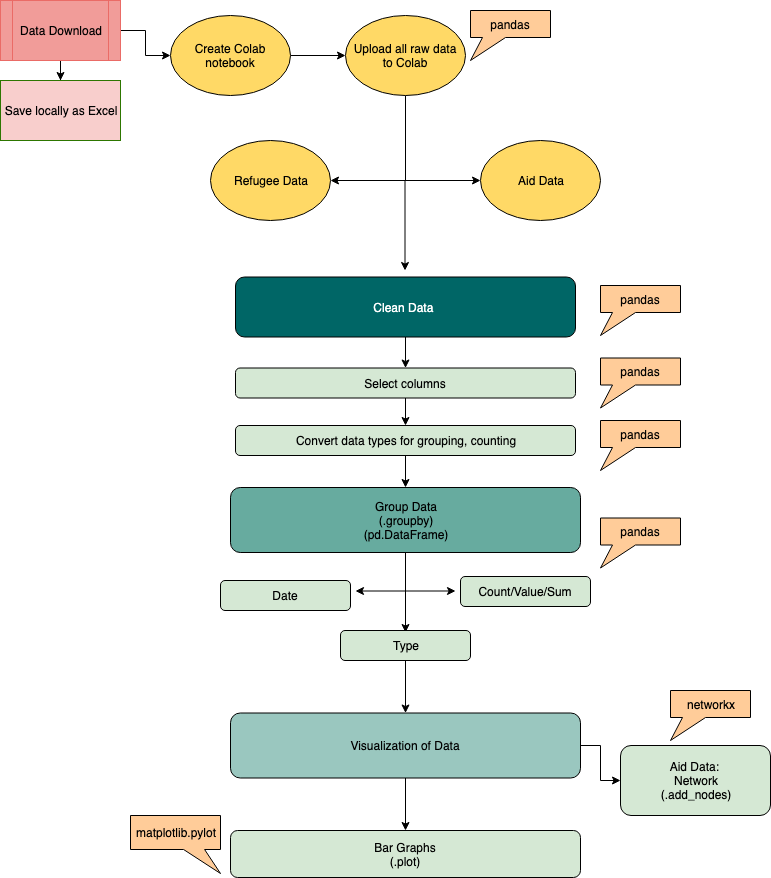 Data Download
Create Colab
notebook
Upload all raw data
to Colab
pandas
Save locally as Excel
Refugee Data
Aid Data
Clean Data
pandas
Select columns
pandas
Convert data types for grouping, counting
pandas
Group Data
(.groupby)
(pd.DataFrame)
pandas
Date
Count/Value/Sum
Type
networkx
Visualization of Data
Aid Data:
Network
(.add_nodes)
matplotlib.pylot
Bar Graphs
(.plot)